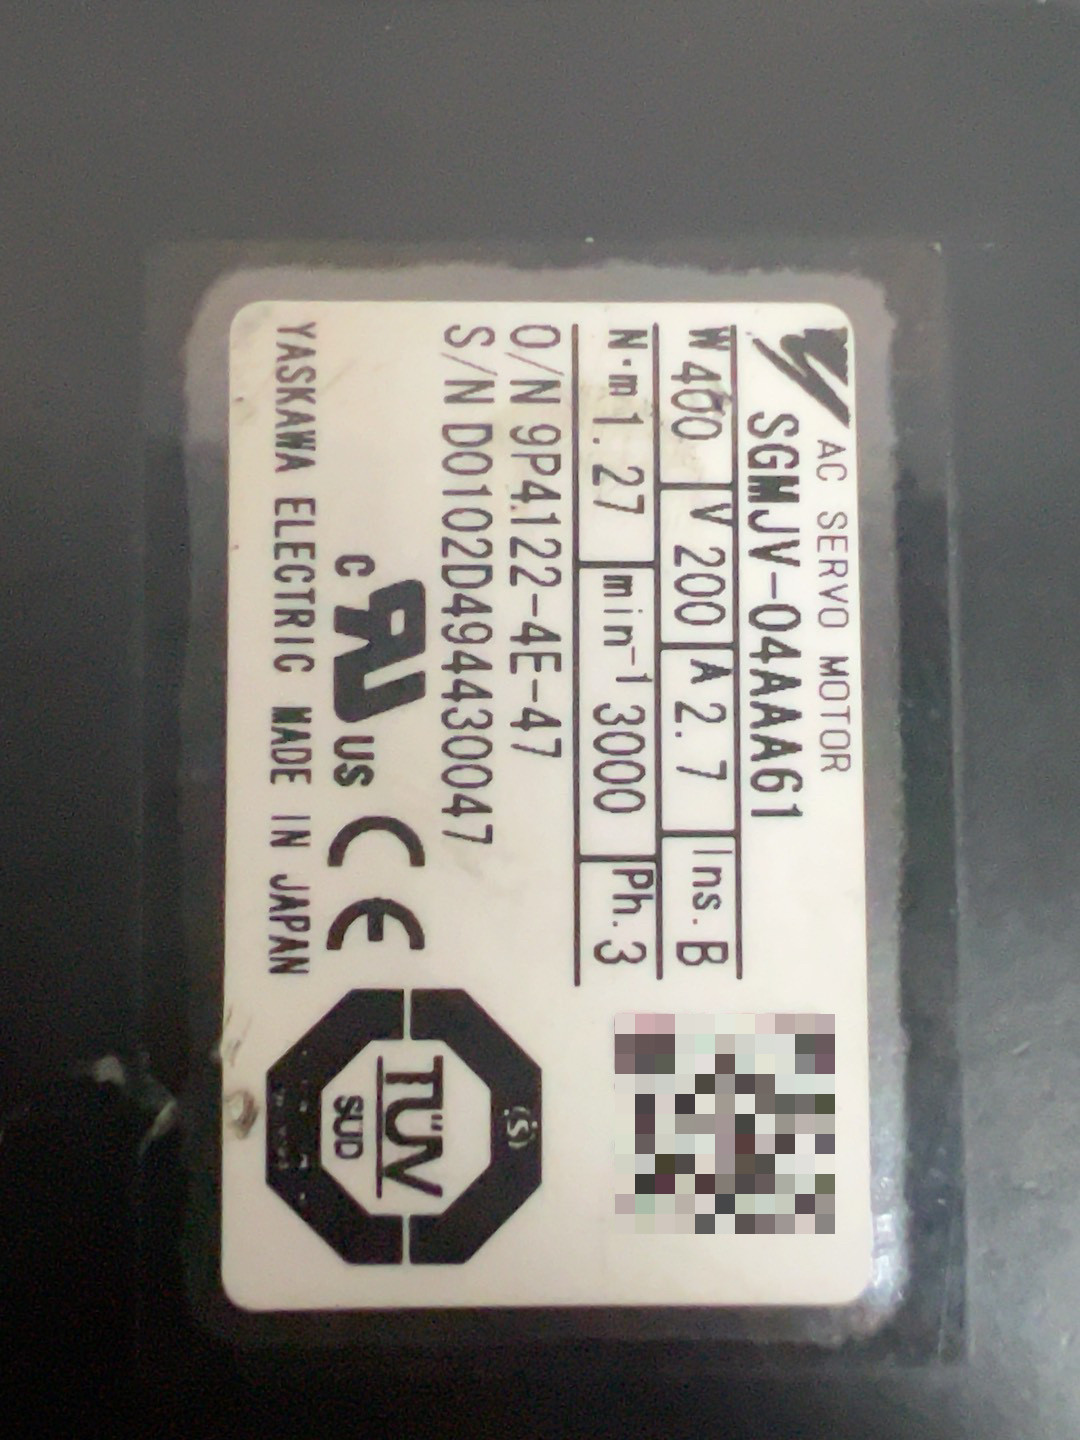 AC SERVO MOTOR
SGMJV-04AAA61
W 400 V 200 A 2.7 Ins. B
N·m 1.27 min⁻¹ 3000 Ph. 3
O/N 9P4122-4E-47
S/N D0102D494430047
c US CE
YASKAWA ELECTRIC MADE IN JAPAN
(S)
TÜV
SÜD